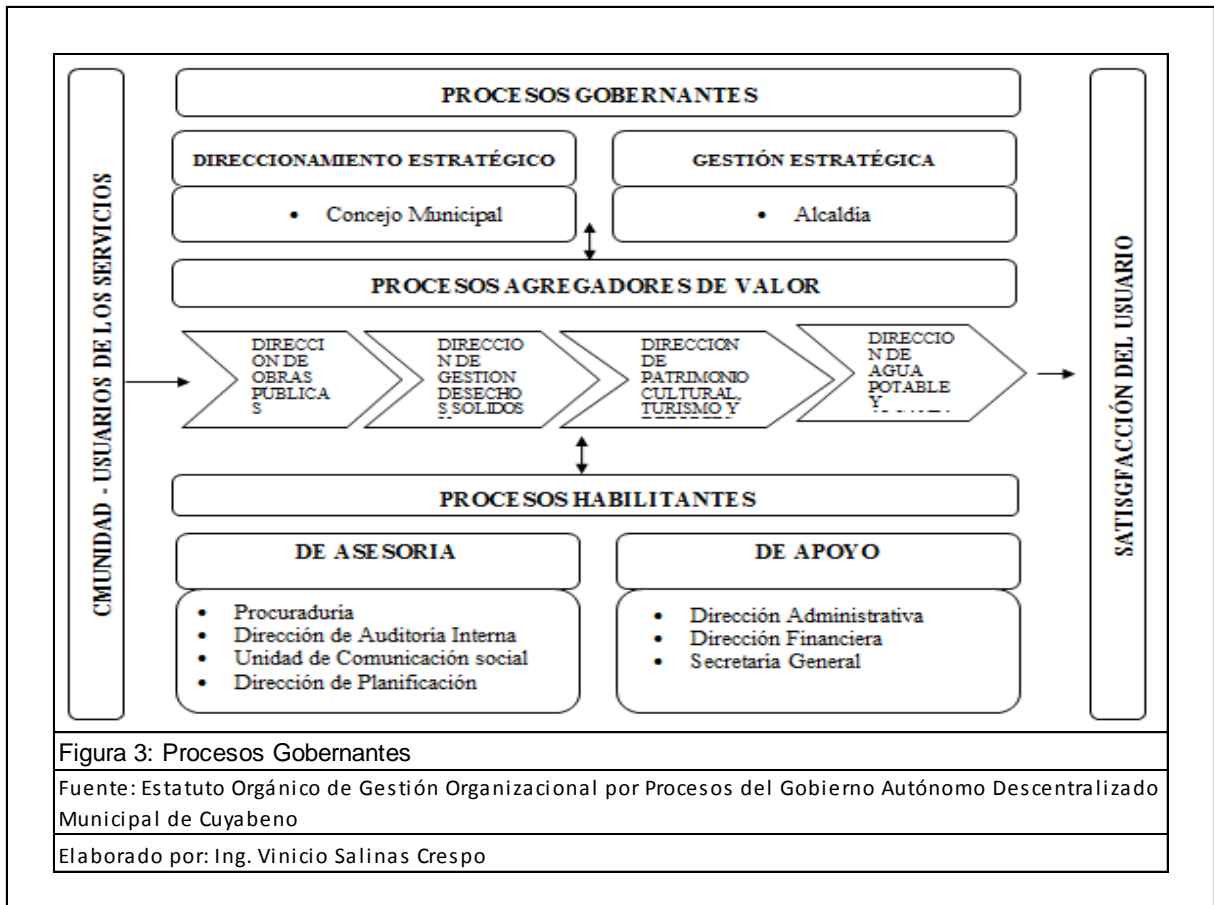 CMUNIDAD - USUARIOS DE LOS SERVICIOS
PROCESOS GOBERNANTES
DIRECCIONAMIENTO ESTRATÉGICO
• Concejo Municipal
GESTIÓN ESTRATÉGICA
• Alcaldía
PROCESOS AGREGADORES DE VALOR
DIRECCI
ON DE
OBRAS
PUBLICA
S
DIRECCIO
N DE
GESTION
DESECHO
S SOLIDOS
DIRECCION
DE
PATRIMONIO
CULTURAL,
TURISMO Y
DIRECCIO
N DE
AGUA
POTABLE
Y
PROCESOS HABILITANTES
DE ASESORIA
• Procuraduría
• Dirección de Auditoría Interna
• Unidad de Comunicación social
• Dirección de Planificación
DE APOYO
• Dirección Administrativa
• Dirección Financiera
• Secretaría General
SATISGFACCIÓN DEL USUARIO
Figura 3: Procesos Gobernantes
Fuente: Estatuto Orgánico de Gestión Organizacional por Procesos del Gobierno Autónomo Descentralizado
Municipal de Cuyabeno
Elaborado por: Ing. Vinicio Salinas Crespo